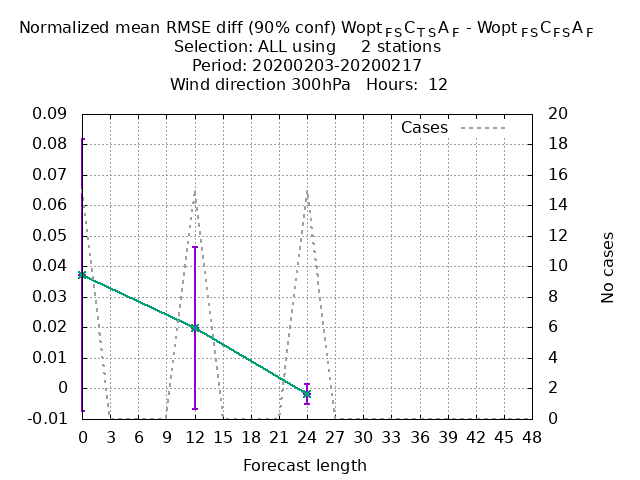 Normalized mean RMSE diff (90% conf) Wopt FS C TS A F - Wopt FS C FS A F
Selection: ALL using 2 stations
Period: 20200203-20200217
Wind direction 300hPa Hours: 12
Cases
0.09
0.08
0.07
0.06
0.05
0.04
0.03
0.02
0.01
0
-0.01
20
18
16
14
12
10
8
6
4
2
0
No cases
0 3 6 9 12 15 18 21 24 27 30 33 36 39 42 45 48
Forecast length